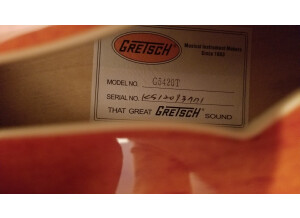 GRETSCH
Musical Instrument Makers
Since 1883
MODEL NO. G5420T
SERIAL NO.
THAT GREAT GRETSCH SOUND